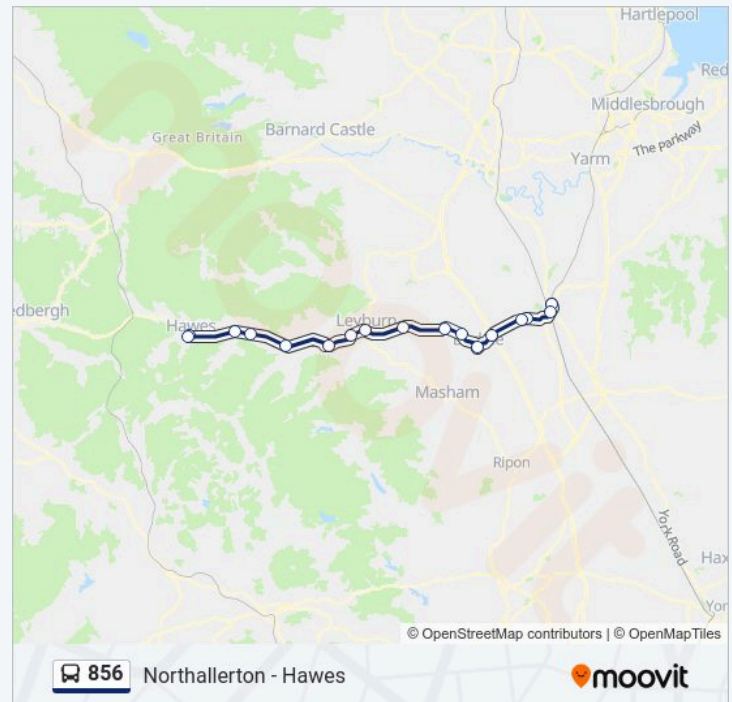 Hartlepool
Red
Middlesbrough
Great Britain
Barnard Castle
The Parkway
Yarm
edbergh
Hawes
Leyburn
Masham
Ripon
York Road
Hax
Yor
© OpenStreetMap contributors | © OpenMapTiles
856 Northallerton - Hawes
moovit